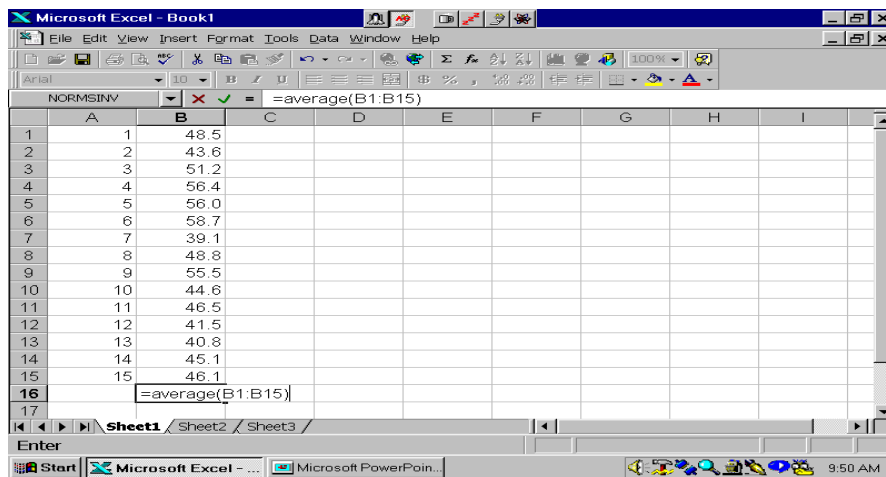 Microsoft Excel - Book1
File Edit View Insert Format Tools Data Window Help
100%
Arial 10 B I U %
NORMSINV = =average(B1:B15)
A B C D E F G H I
1 1 48.5
2 2 43.6
3 3 51.2
4 4 56.4
5 5 56.0
6 6 58.7
7 7 39.1
8 8 48.8
9 9 55.5
10 10 44.6
11 11 46.5
12 12 41.5
13 13 40.8
14 14 45.1
15 15 46.1
16 =average(B1:B15)
17
Sheet1 Sheet2 Sheet3
Enter
Start Microsoft Excel - ... Microsoft PowerPoin... 9:50 AM